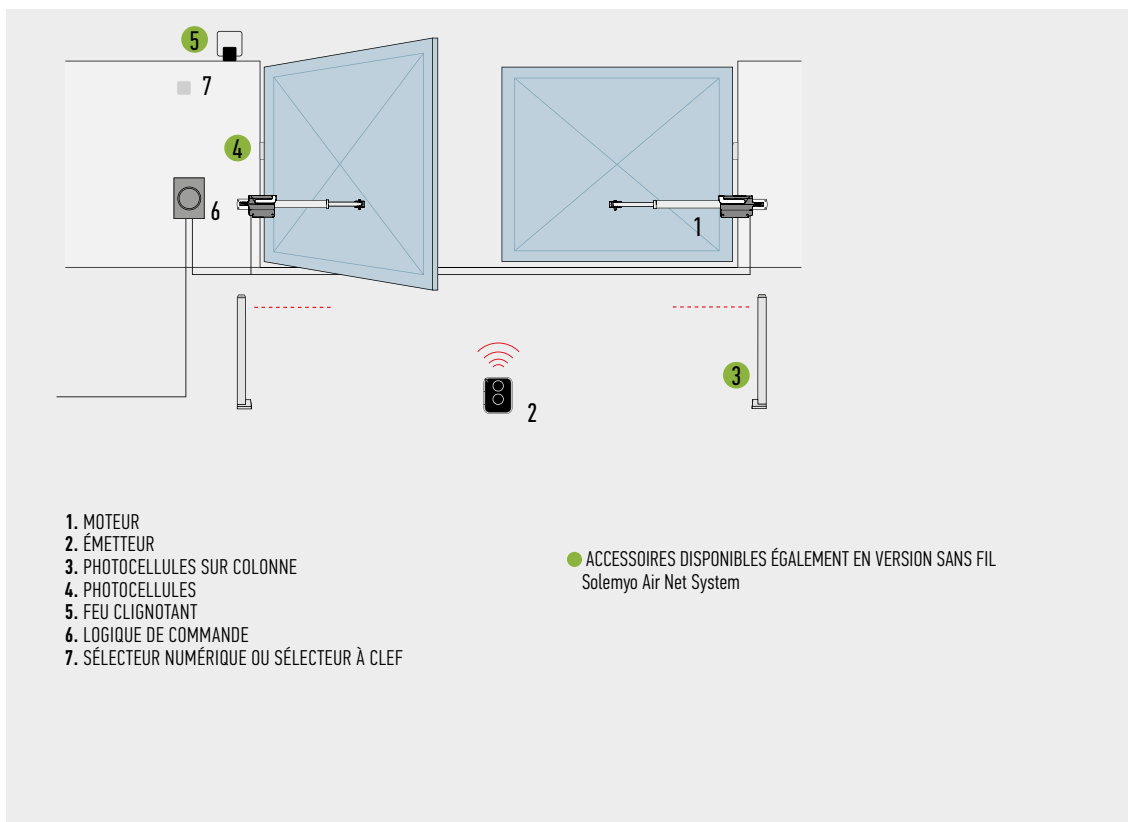 5
7
4
6
1
3
2
1. MOTEUR
2. ÉMETTEUR
3. PHOTOCELLULES SUR COLONNE
4. PHOTOCELLULES
5. FEU CLIGNOTANT
6. LOGIQUE DE COMMANDE
7. SÉLECTEUR NUMÉRIQUE OU SÉLECTEUR À CLEF
ACCESSOIRES DISPONIBLES ÉGALEMENT EN VERSION SANS FIL
Solemyo Air Net System